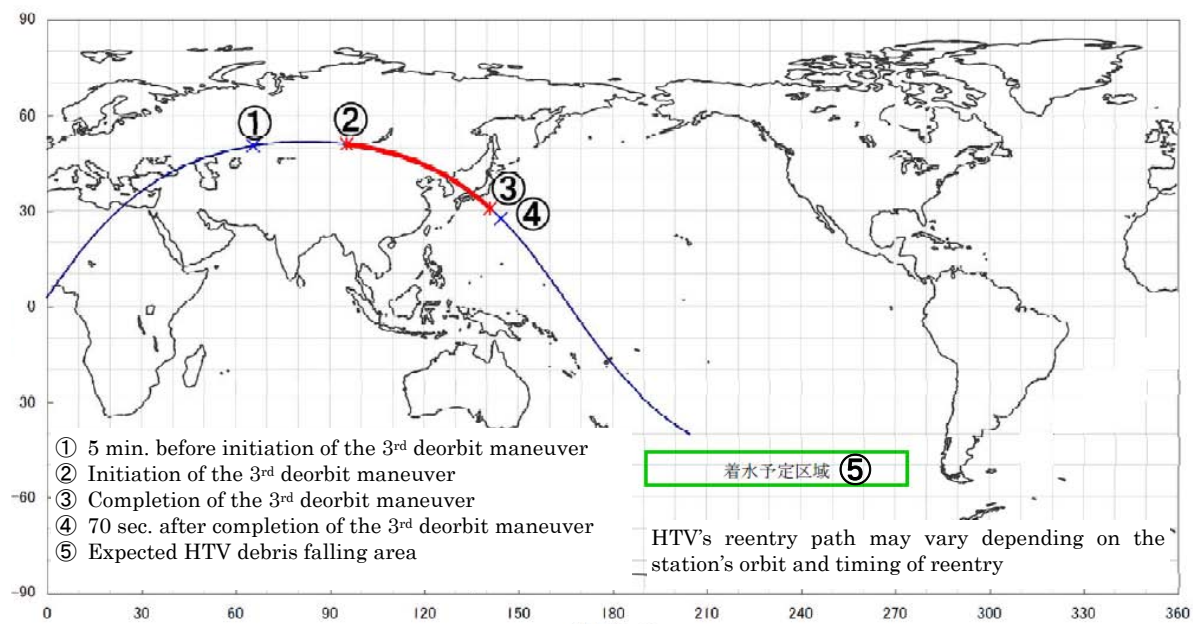 90
60
30
0
30
-60
-90
0 30 60 90 120 150 180 210 240 270 300 330 360
①
②
③
④
着水予定区域 ⑤
① 5 min. before initiation of the 3rd deorbit maneuver
② Initiation of the 3rd deorbit maneuver
③ Completion of the 3rd deorbit maneuver
④ 70 sec. after completion of the 3rd deorbit maneuver
⑤ Expected HTV debris falling area
HTV's reentry path may vary depending on the
station's orbit and timing of reentry